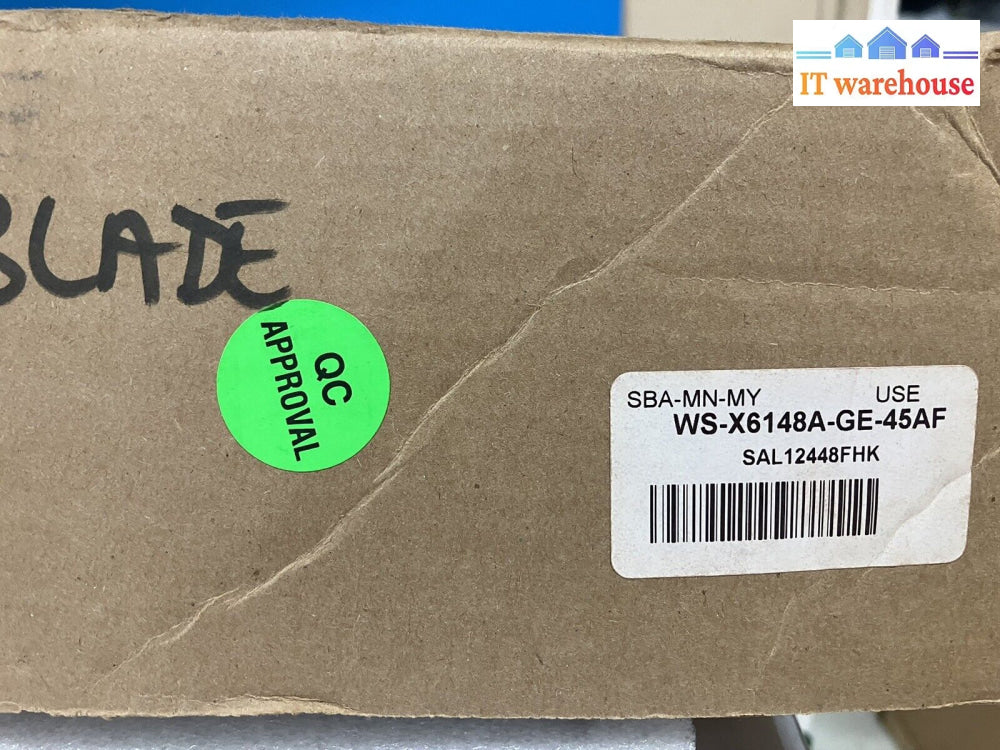 IT warehouse
BLADE
QC
APPROVAL
SBA-MN-MY USE
WS-X6148A-GE-45AF
SAL12448FHK